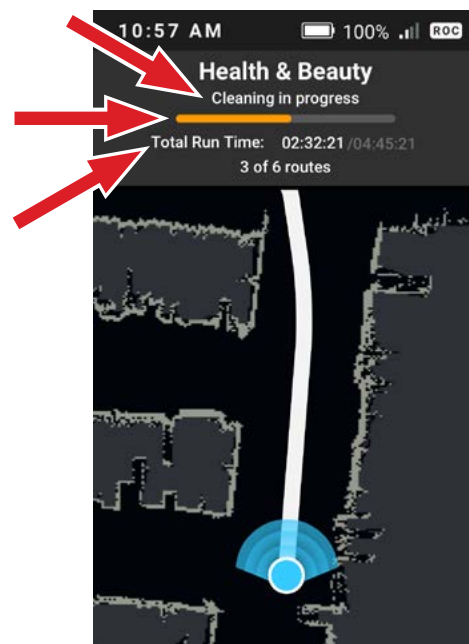 10:57 AM 100% ROC
Health & Beauty
Cleaning in progress
Total Run Time: 02:32:21 /04:45:21
3 of 6 routes